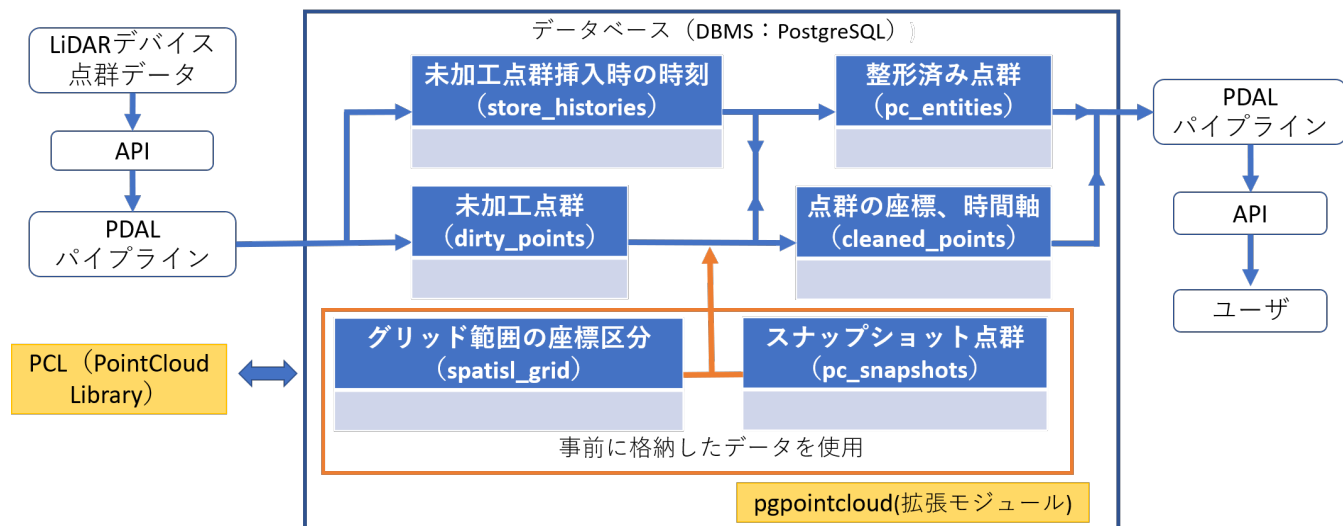 データベース（DBMS：PostgreSQL）
LiDARデバイス
点群データ
API
PDAL
パイプライン
未加工点群挿入時の時刻
（store_histories）
整形済み点群
（pc_entities）
未加工点群
（dirty_points）
点群の座標、時間軸
（cleaned_points）
グリッド範囲の座標区分
（spatisl_grid）
スナップショット点群
（pc_snapshots）
事前に格納したデータを使用
PCL（PointCloud
Library）
pgpointcloud(拡張モジュール)
PDAL
パイプライン
API
ユーザ